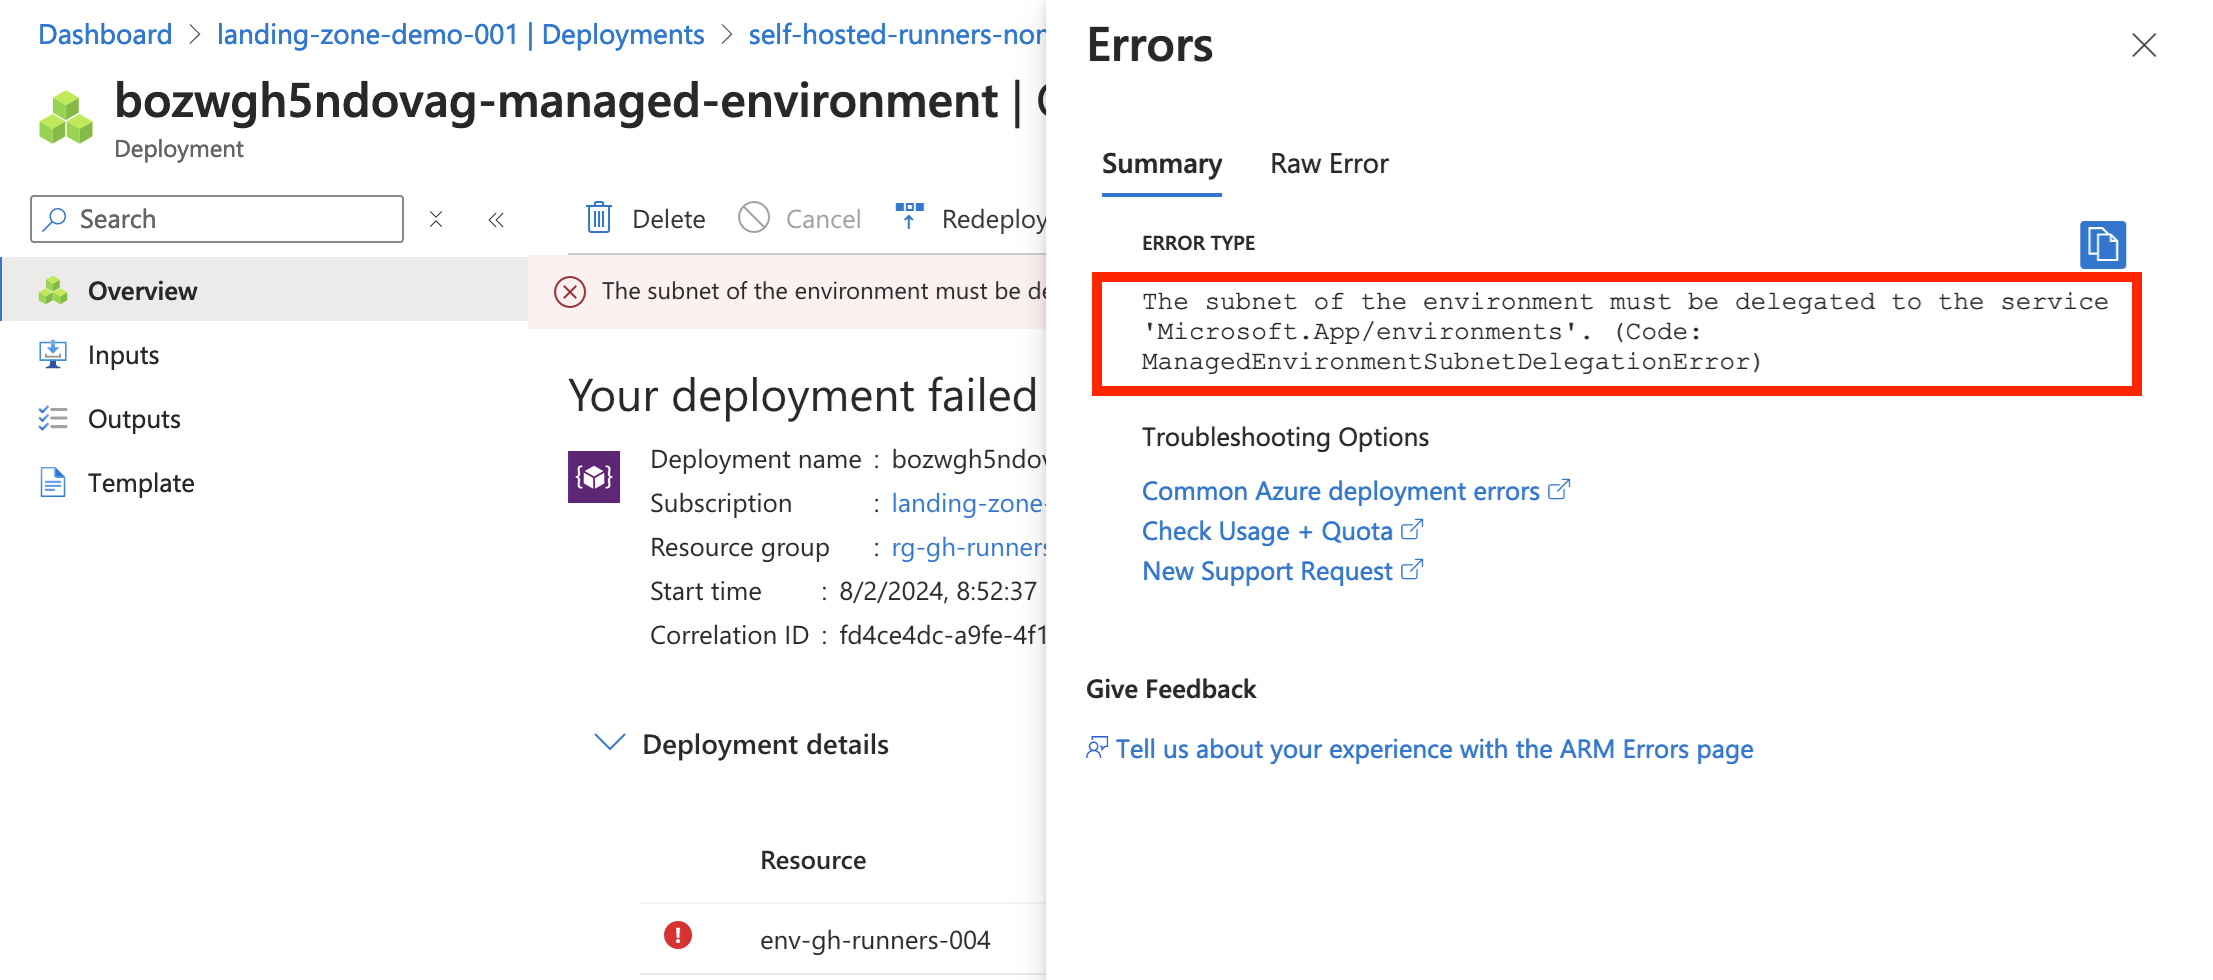 Dashboard > landing-zone-demo-001 | Deployments > self-hosted-runners-non
bozwgh5ndovag-managed-environment |
Deployment
Search
Delete
Cancel
Redeploy
Overview
Inputs
Outputs
Template
The subnet of the environment must be de
Your deployment failed
Deployment name : bozwgh5ndov
Subscription : landing-zone-
Resource group : rg-gh-runners
Start time : 8/2/2024, 8:52:37
Correlation ID : fd4ce4dc-a9fe-4f1
Deployment details
Resource
env-gh-runners-004
Errors
Summary
Raw Error
ERROR TYPE
The subnet of the environment must be delegated to the service
'Microsoft.App/environments'. (Code:
ManagedEnvironmentSubnetDelegationError)
Troubleshooting Options
Common Azure deployment errors
Check Usage + Quota
New Support Request
Give Feedback
Tell us about your experience with the ARM Errors page